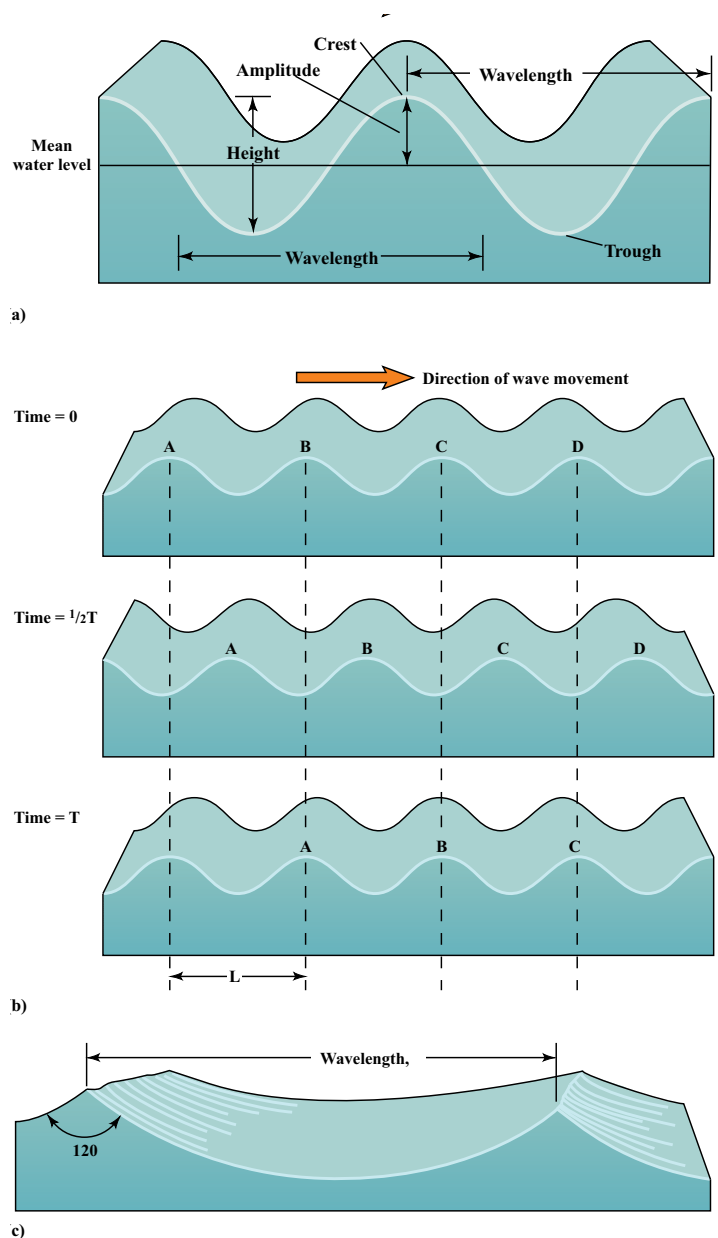 Crest
Amplitude
Wavelength
Mean
water level
Height
Wavelength
Trough
a)
Direction of wave movement
Time = 0
A B C D
Time = 1/2T
A B C D
Time = T
A B C
L
b)
Wavelength,
120
c)